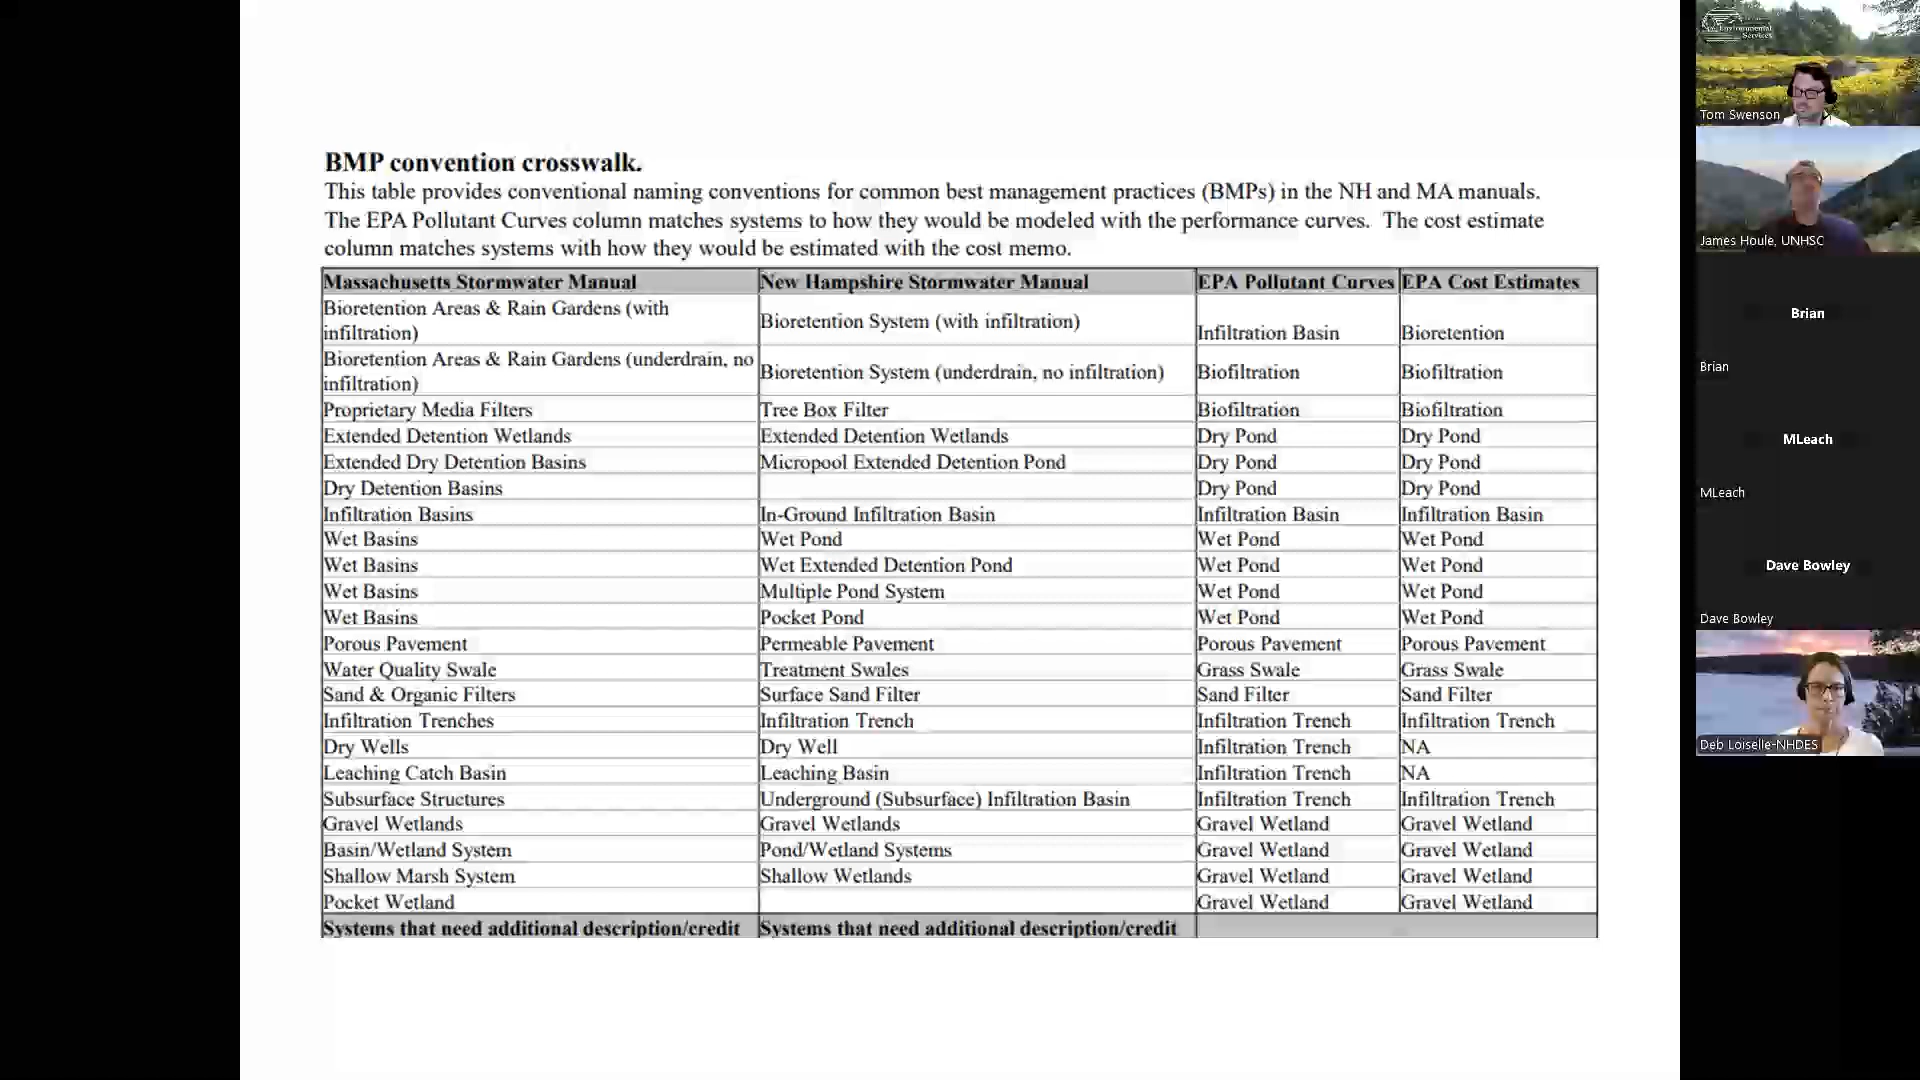 BMP convention crosswalk.
This table provides conventional naming conventions for common best management practices (BMPs) in the NH and MA manuals.
The EPA Pollutant Curves column matches systems to how they would be modeled with the performance curves. The cost estimate
column matches systems with how they would be estimated with the cost memo.
Massachusetts Stormwater Manual New Hampshire Stormwater Manual EPA Pollutant Curves EPA Cost Estimates
Bioretention Areas & Rain Gardens (with
infiltration) Bioretention System (with infiltration) Infiltration Basin Bioretention
Bioretention Areas & Rain Gardens (underdrain, no
infiltration) Bioretention System (underdrain, no infiltration) Biofiltration Biofiltration
Proprietary Media Filters Tree Box Filter Biofiltration Biofiltration
Extended Detention Wetlands Extended Detention Wetlands Dry Pond Dry Pond
Extended Dry Detention Basins Micropool Extended Detention Pond Dry Pond Dry Pond
Dry Detention Basins Dry Pond Dry Pond
Infiltration Basins In-Ground Infiltration Basin Infiltration Basin Infiltration Basin
Wet Basins Wet Pond Wet Pond Wet Pond
Wet Basins Wet Extended Detention Pond Wet Pond Wet Pond
Wet Basins Multiple Pond System Wet Pond Wet Pond
Wet Basins Pocket Pond Wet Pond Wet Pond
Porous Pavement Permeable Pavement Porous Pavement Porous Pavement
Water Quality Swale Treatment Swales Grass Swale Grass Swale
Sand & Organic Filters Surface Sand Filter Sand Filter Sand Filter
Infiltration Trenches Infiltration Trench Infiltration Trench Infiltration Trench
Dry Wells Dry Well Infiltration Trench NA
Leaching Catch Basin Leaching Basin Infiltration Trench NA
Subsurface Structures Underground (Subsurface) Infiltration Basin Infiltration Trench Infiltration Trench
Gravel Wetlands Gravel Wetlands Gravel Wetland Gravel Wetland
Basin/Wetland System Pond/Wetland Systems Gravel Wetland Gravel Wetland
Shallow Marsh System Shallow Wetlands Gravel Wetland Gravel Wetland
Pocket Wetland Gravel Wetland Gravel Wetland
Systems that need additional description/credit Systems that need additional description/credit
Environmental
Services
Tom Swenson
James Houle, UNHSC
Brian
Brian
MLeach
MLeach
Dave Bowley
Dave Bowley
Deb Loiselle-NHDES